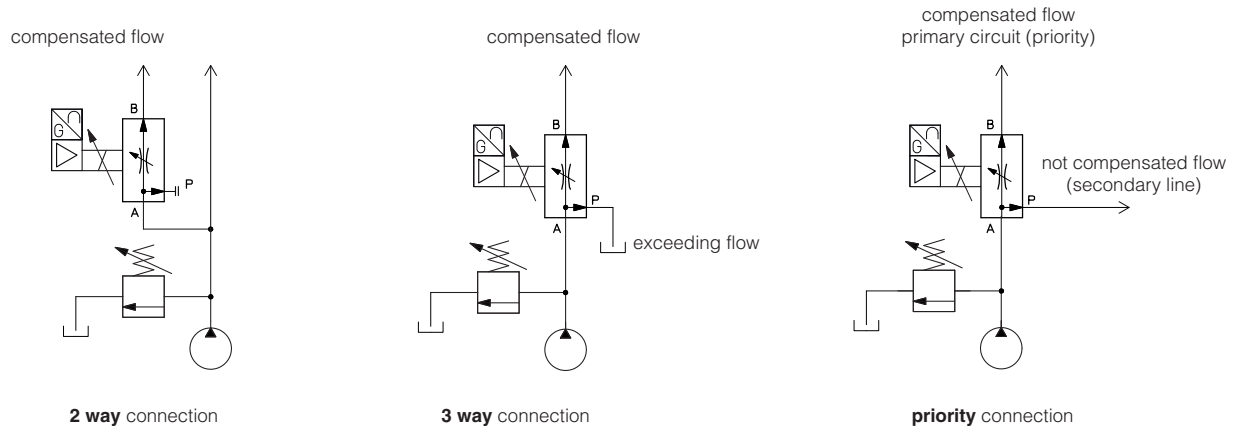 compensated flow
B
G
P
A
2 way connection
compensated flow
B
G
P
A
exceeding flow
3 way connection
compensated flow
primary circuit (priority)
B
G
not compensated flow
(secondary line)
P
A
priority connection